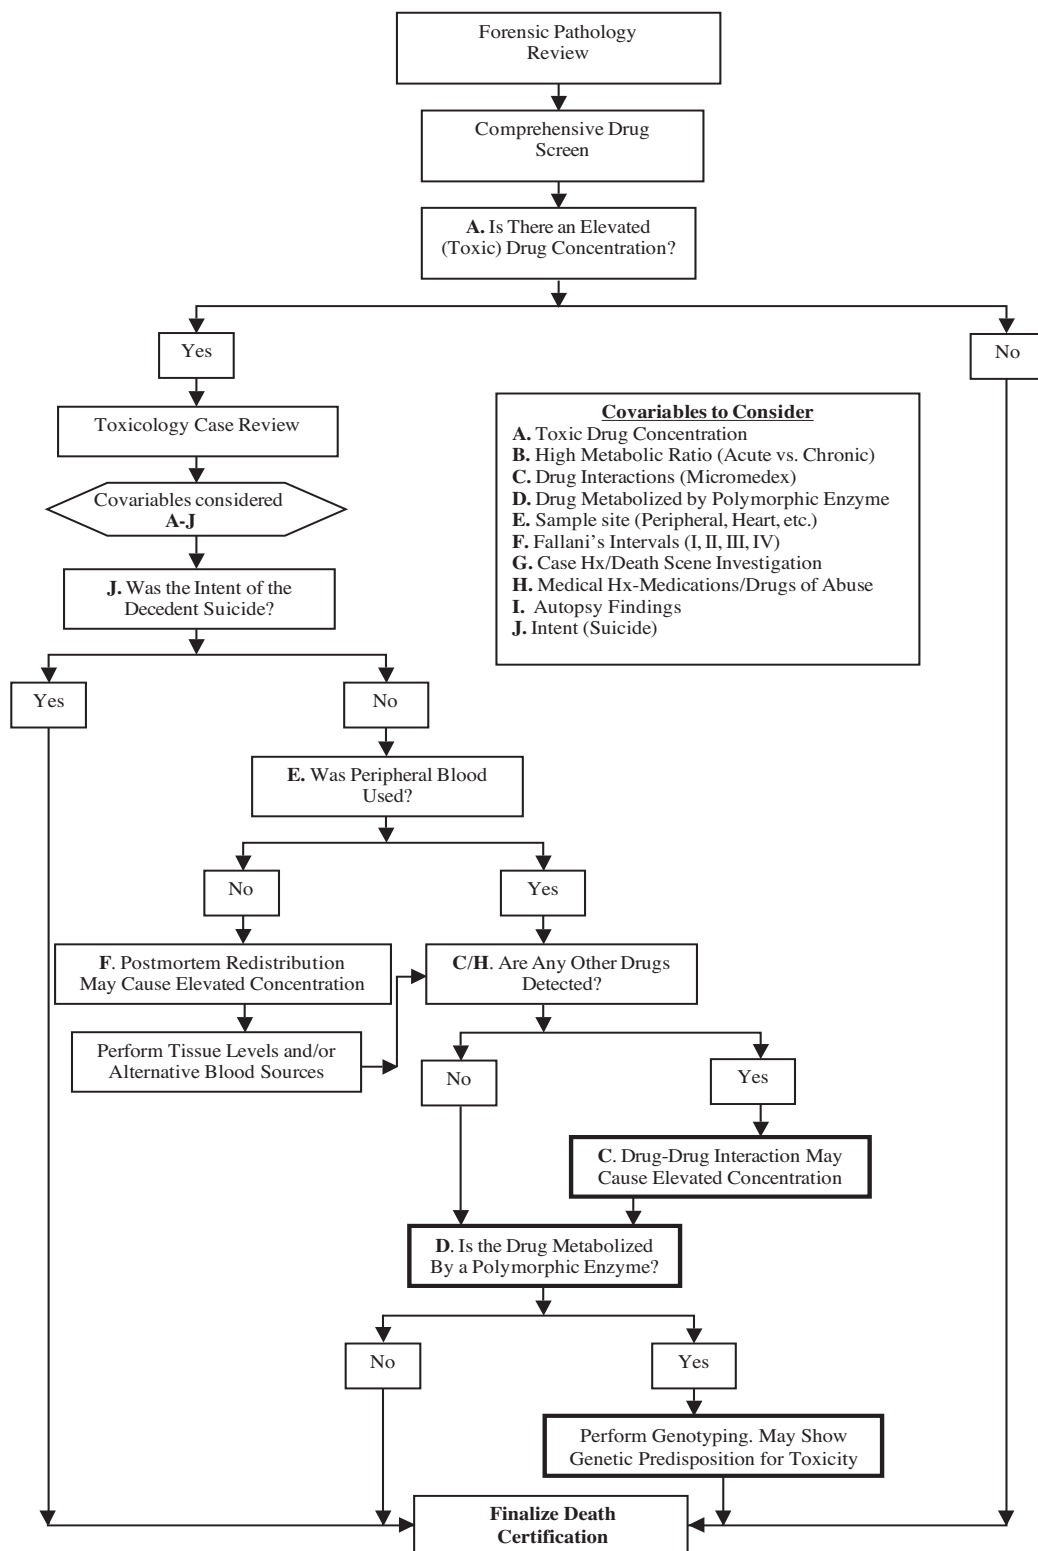 Forensic Pathology
Review
Comprehensive Drug
Screen
A. Is There an Elevated
(Toxic) Drug Concentration?
Yes
No
Toxicology Case Review
Covariables considered
A-J
Covariables to Consider
A. Toxic Drug Concentration
B. High Metabolic Ratio (Acute vs. Chronic)
C. Drug Interactions (Micromedex)
D. Drug Metabolized by Polymorphic Enzyme
E. Sample site (Peripheral, Heart, etc.)
F. Fallani's Intervals (I, II, III, IV)
G. Case Hx/Death Scene Investigation
H. Medical Hx-Medications/Drugs of Abuse
I. Autopsy Findings
J. Intent (Suicide)
J. Was the Intent of the
Decedent Suicide?
Yes
No
E. Was Peripheral Blood
Used?
No
Yes
F. Postmortem Redistribution
May Cause Elevated Concentration
C/H. Are Any Other Drugs
Detected?
Perform Tissue Levels and/or
Alternative Blood Sources
No
Yes
C. Drug-Drug Interaction May
Cause Elevated Concentration
D. Is the Drug Metabolized
By a Polymorphic Enzyme?
No
Yes
Perform Genotyping. May Show
Genetic Predisposition for Toxicity
Finalize Death
Certification